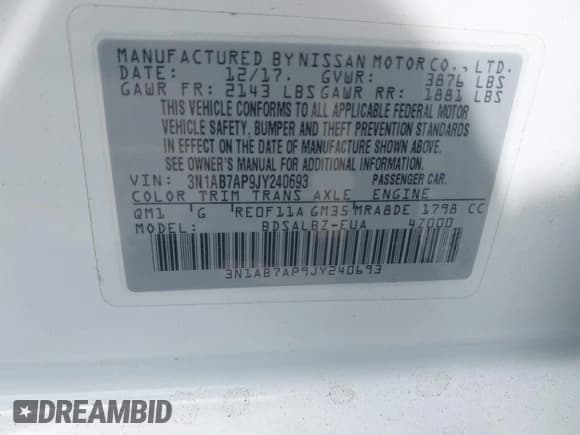 MANUFACTURED BY NISSAN MOTOR CO., LTD.
DATE: 12/17. GVWR: 3876 LBS
GAWR FR: 2143 LBS GAWR RR: 1881 LBS
THIS VEHICLE CONFORMS TO ALL APPLICABLE FEDERAL MOTOR
VEHICLE SAFETY, BUMPER AND THEFT PREVENTION STANDARDS
IN EFFECT ON THE DATE OF MANUFACTURE SHOWN ABOVE.
SEE OWNER'S MANUAL FOR ADDITIONAL INFORMATION.
VIN: 3N1AB7AP9JY240693 PASSENGER CAR.
COLOR TRIM TRANS AXLE ENGINE
QM1 G RE0F11A GM35 MRA8DE 1798 CC
MODEL: BDSALBZ-EUA 4Z000
3N1AB7AP9JY240693
DREAMBID